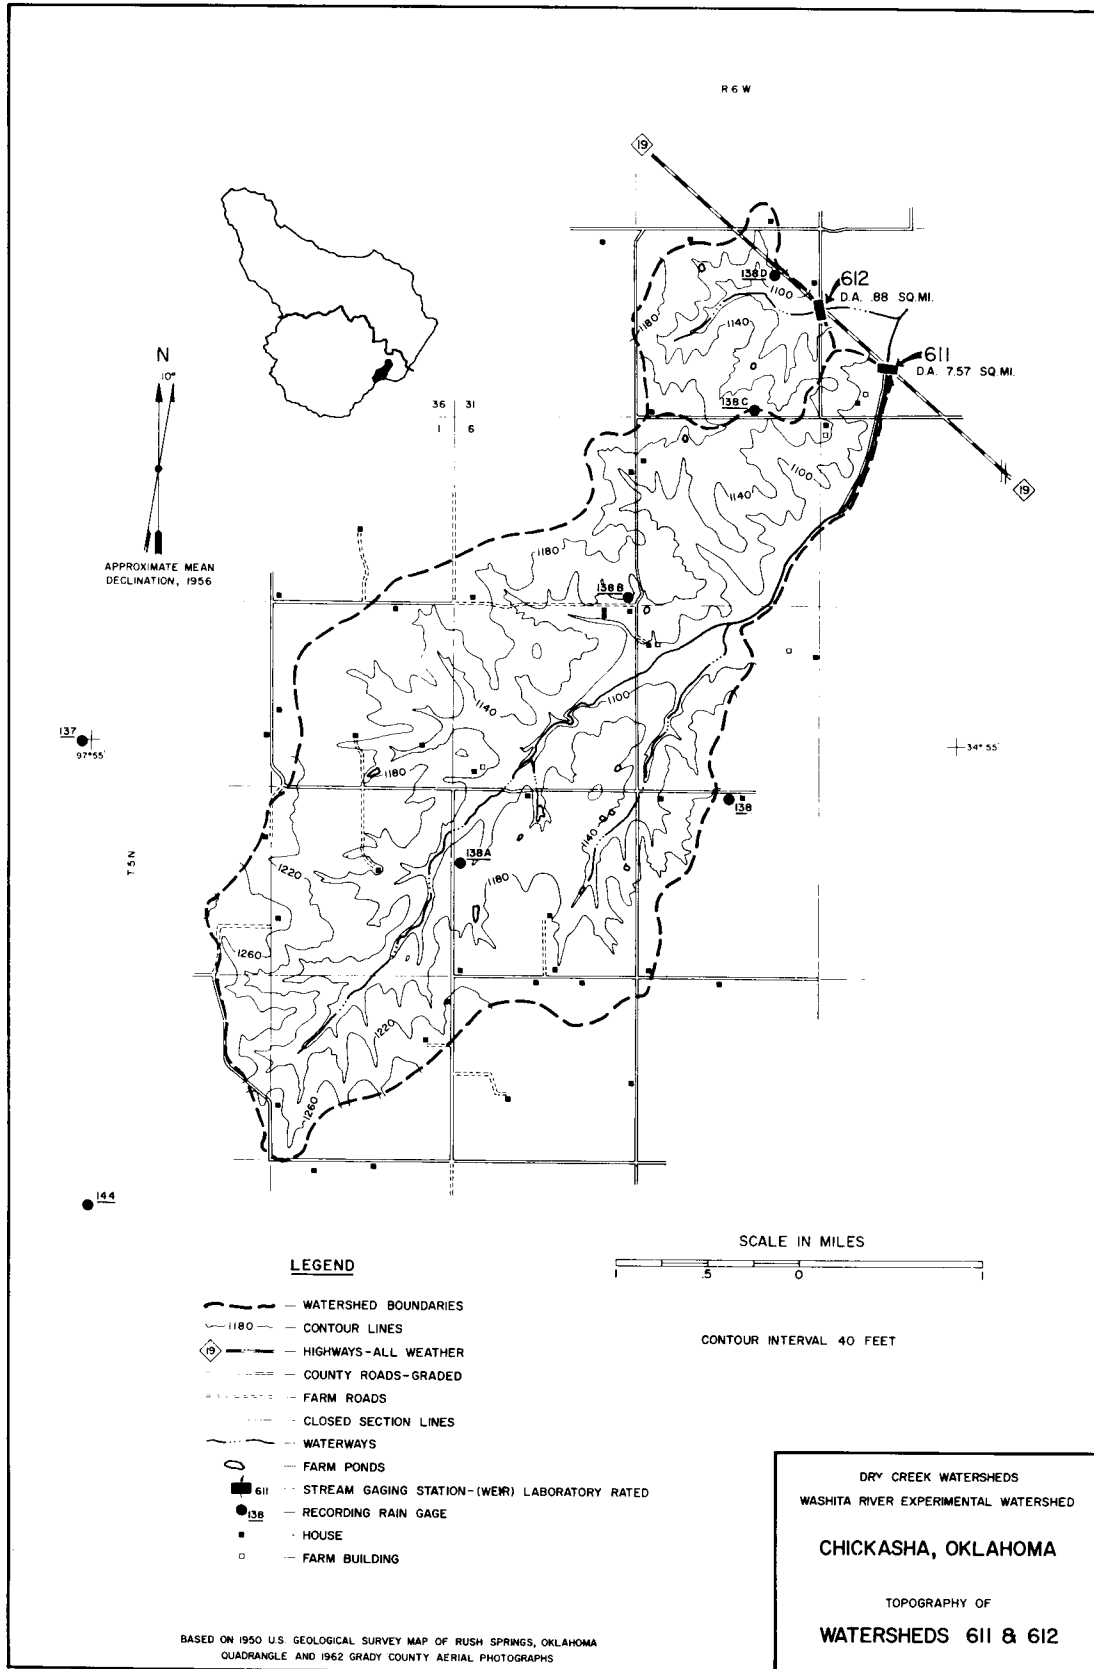 R 6 W
19
138D
1100
612
D.A. .88 SQ.MI.
1180
1140
611
D.A. 7.57 SQ.MI.
N
10°
36 31
1 6
138C
1100
1140
19
APPROXIMATE MEAN
DECLINATION, 1956
1180
138B
1100
1140
137
97°55'
34°55'
1180
138
1140
T 5 N
138A
1220
1180
1260
1220
1260
144
SCALE IN MILES
1 .5 0 1
LEGEND
WATERSHED BOUNDARIES
1180 — CONTOUR LINES
19 — HIGHWAYS-ALL WEATHER
COUNTY ROADS-GRADED
FARM ROADS
CLOSED SECTION LINES
WATERWAYS
FARM PONDS
611 STREAM GAGING STATION-(WEIR) LABORATORY RATED
138 — RECORDING RAIN GAGE
HOUSE
FARM BUILDING
CONTOUR INTERVAL 40 FEET
BASED ON 1950 U.S. GEOLOGICAL SURVEY MAP OF RUSH SPRINGS, OKLAHOMA
QUADRANGLE AND 1962 GRADY COUNTY AERIAL PHOTOGRAPHS
DRY CREEK WATERSHEDS
WASHITA RIVER EXPERIMENTAL WATERSHED
CHICKASHA, OKLAHOMA
TOPOGRAPHY OF
WATERSHEDS 611 & 612